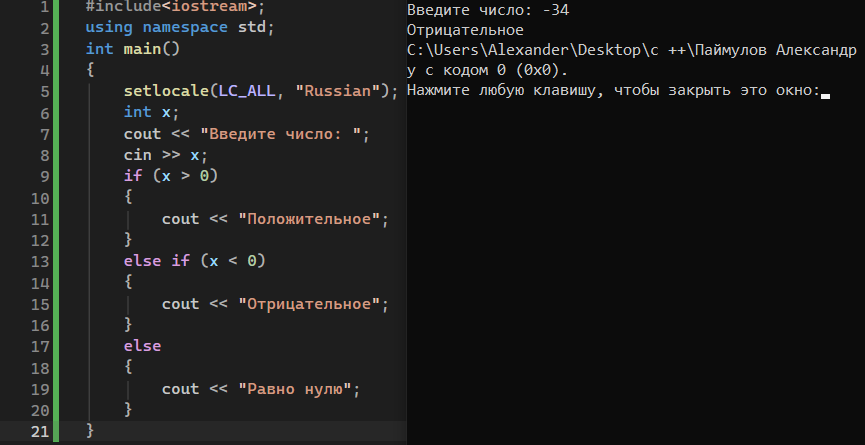 1 #include<iostream>;
2 using namespace std;
3 int main()
4 {
5 setlocale(LC_ALL, "Russian");
6 int x;
7 cout << "Введите число: ";
8 cin >> x;
9 if (x > 0)
10 {
11 cout << "Положительное";
12 }
13 else if (x < 0)
14 {
15 cout << "Отрицательное";
16 }
17 else
18 {
19 cout << "Равно нулю";
20 }
21 }
Введите число: -34
Отрицательное
C:\Users\Alexander\Desktop\c ++\Паймулов Александр
у с кодом 0 (0x0).
Нажмите любую клавишу, чтобы закрыть это окно: